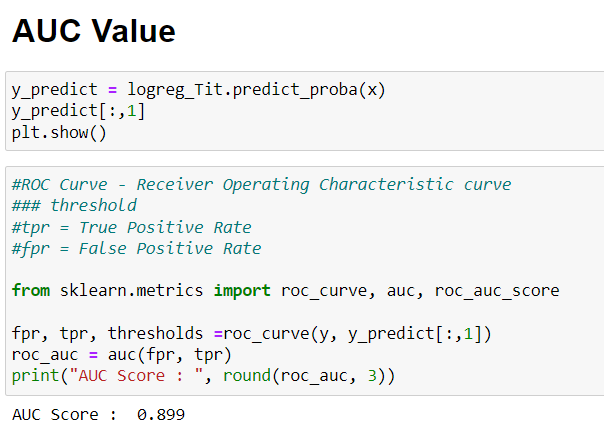 AUC Value
y_predict = logreg_Tit.predict_proba(x)
y_predict[:,1]
plt.show()
#ROC Curve - Receiver Operating Characteristic curve
### threshold
#tpr = True Positive Rate
#fpr = False Positive Rate
from sklearn.metrics import roc_curve, auc, roc_auc_score
fpr, tpr, thresholds =roc_curve(y, y_predict[:,1])
roc_auc = auc(fpr, tpr)
print("AUC Score : ", round(roc_auc, 3))
AUC Score :  0.899